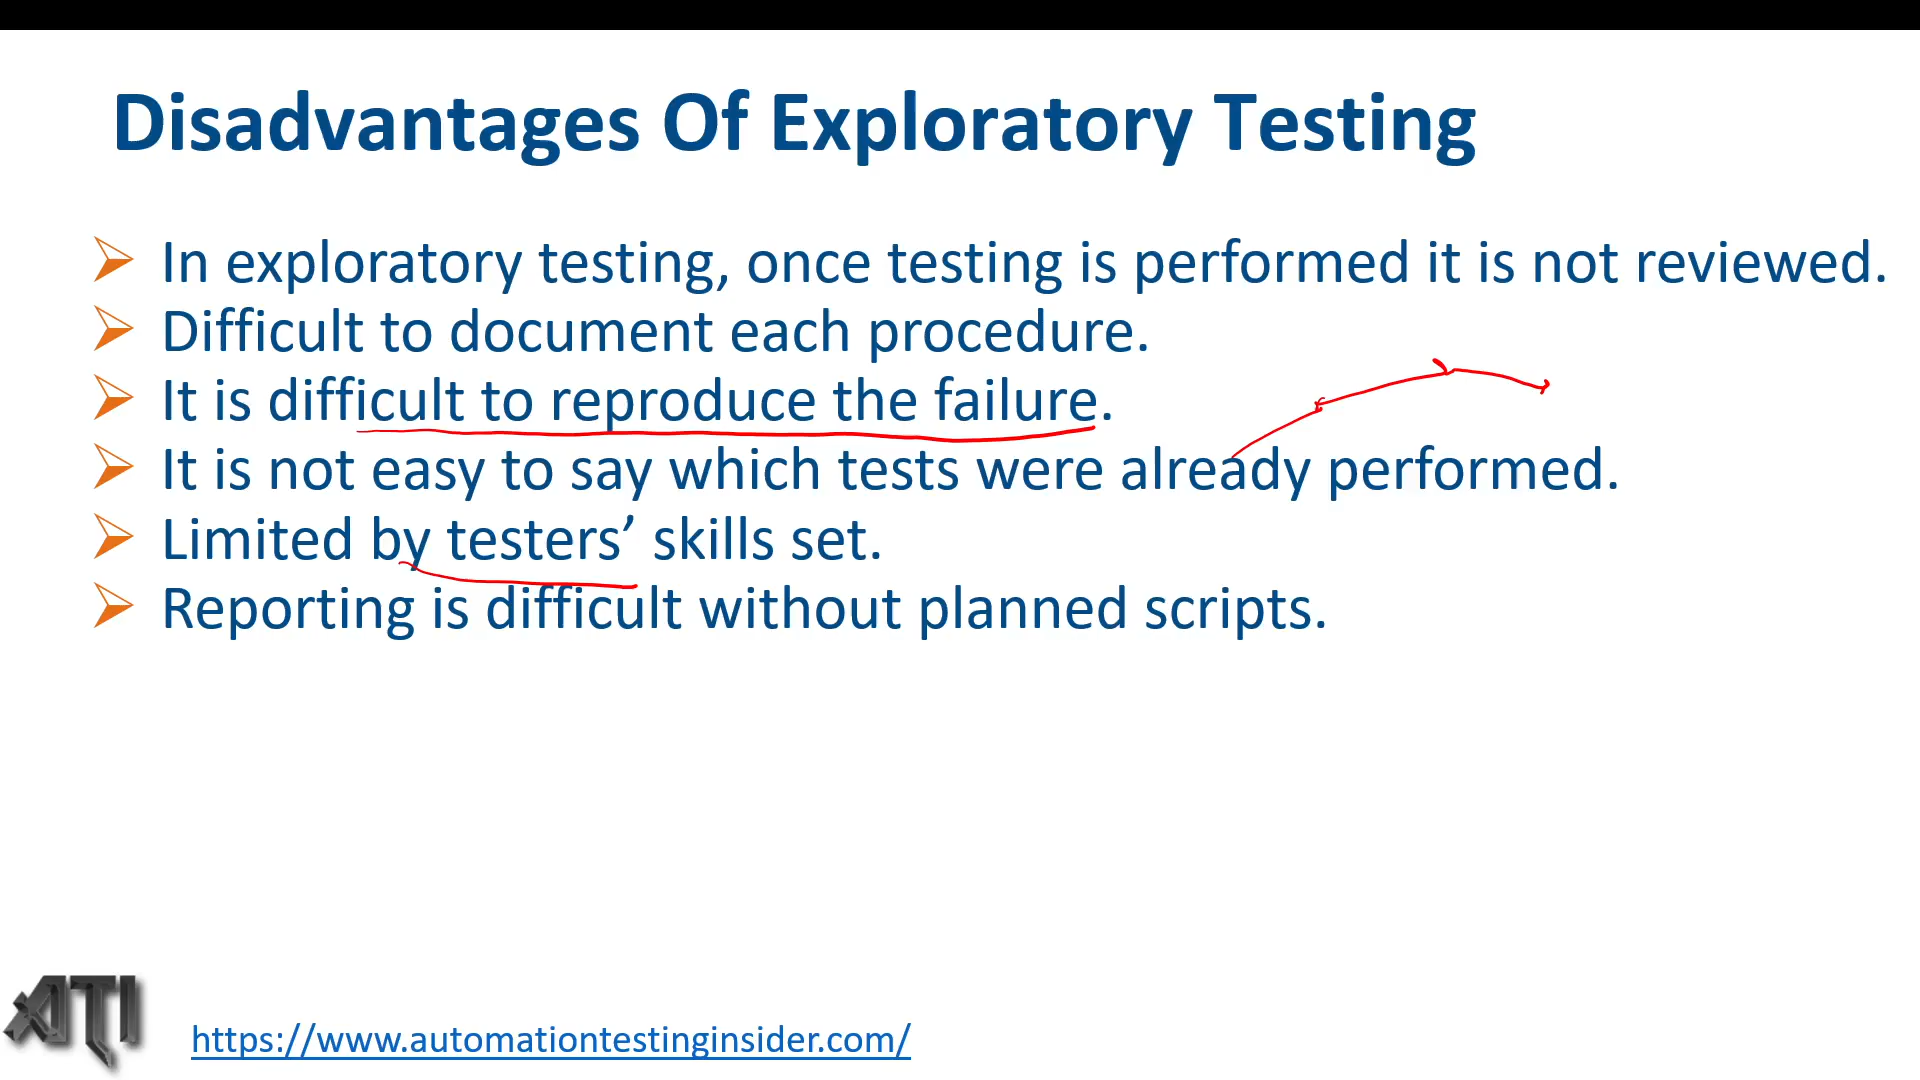 Disadvantages Of Exploratory Testing
In exploratory testing, once testing is performed it is not reviewed.
Difficult to document each procedure.
It is difficult to reproduce the failure.
It is not easy to say which tests were already performed.
Limited by testers’ skills set.
Reporting is difficult without planned scripts.
ATI
https://www.automationtestinginsider.com/